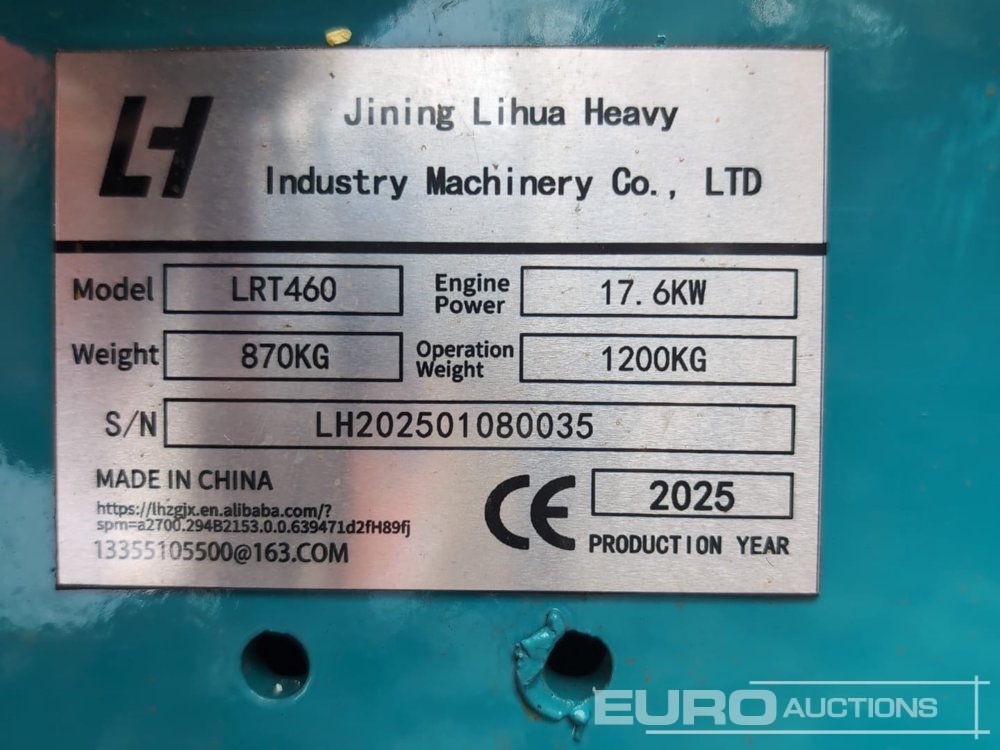 LH
Jining Lihua Heavy
Industry Machinery Co., LTD
Model LRT460
Engine Power 17.6KW
Weight 870KG
Operation Weight 1200KG
S/N LH202501080035
MADE IN CHINA
https://lhzgjx.en.alibaba.com/?
spm=a2700.294B2153.0.0.639471d2fH89fj
13355105500@163.COM
CE
2025
PRODUCTION YEAR
EURO AUCTIONS